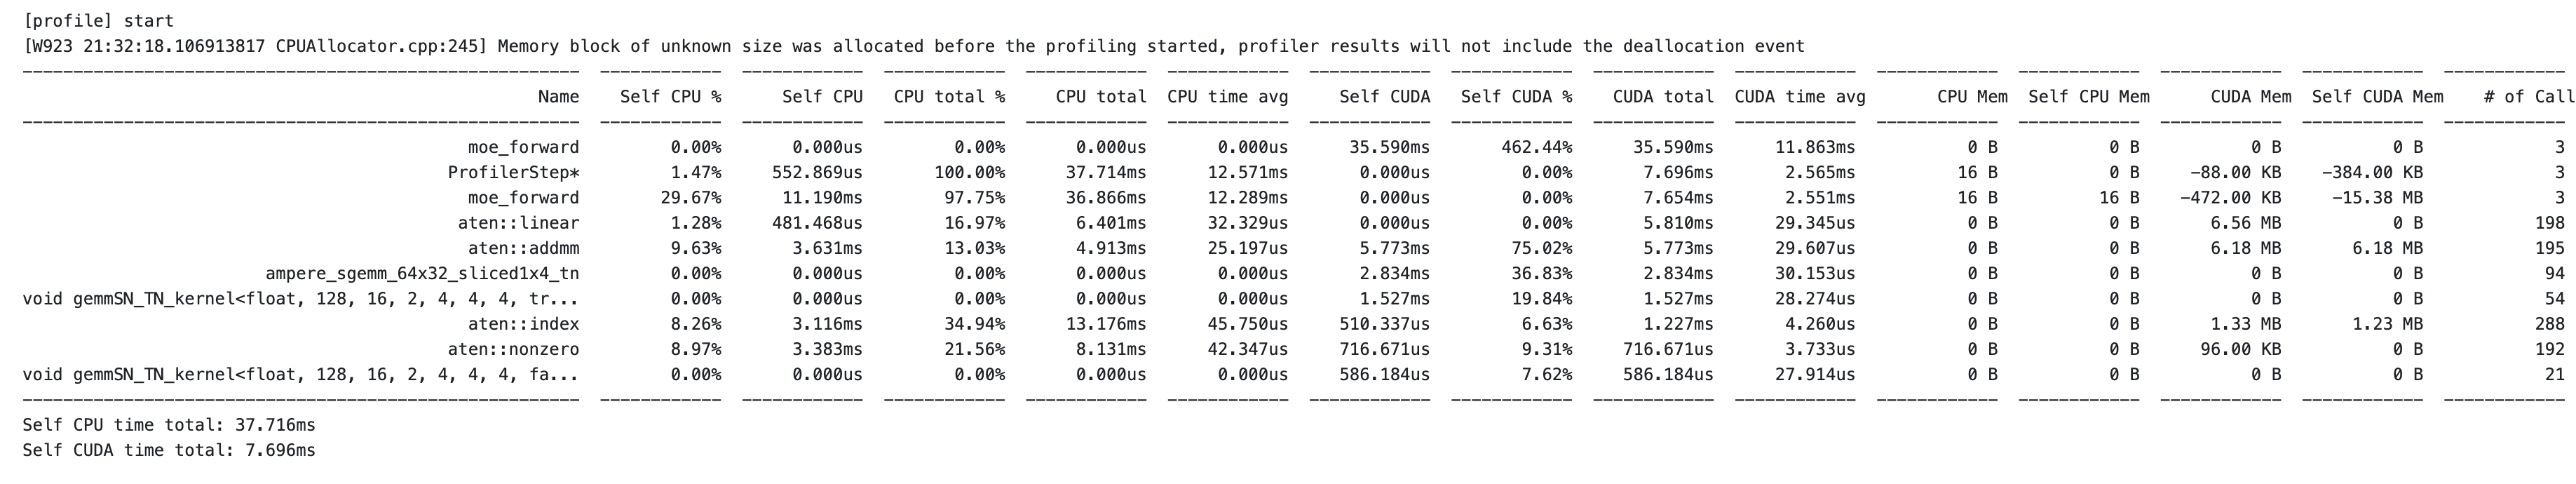 [profile] start
[W923 21:32:18.106913817 CPUAllocator.cpp:245] Memory block of unknown size was allocated before the profiling started, profiler results will not include the deallocation event
-------------------------------------------------------  ------------  ------------  ------------  ------------  ------------  ------------  ------------  ------------  ------------  ------------  ------------  ------------  ------------  ------------
Name  Self CPU %  Self CPU  CPU total %  CPU total  CPU time avg  Self CUDA  Self CUDA %  CUDA total  CUDA time avg  CPU Mem  Self CPU Mem  CUDA Mem  Self CUDA Mem  # of Call
-------------------------------------------------------  ------------  ------------  ------------  ------------  ------------  ------------  ------------  ------------  ------------  ------------  ------------  ------------  ------------  ------------
moe_forward  0.00%  0.000us  0.00%  0.000us  0.000us  35.590ms  462.44%  35.590ms  11.863ms  0 B  0 B  0 B  0 B  3
ProfilerStep*  1.47%  552.869us  100.00%  37.714ms  12.571ms  0.000us  0.00%  7.696ms  2.565ms  16 B  0 B  -88.00 KB  -384.00 KB  3
moe_forward  29.67%  11.190ms  97.75%  36.866ms  12.289ms  0.000us  0.00%  7.654ms  2.551ms  16 B  16 B  -472.00 KB  -15.38 MB  3
aten::linear  1.28%  481.468us  16.97%  6.401ms  32.329us  0.000us  0.00%  5.810ms  29.345us  0 B  0 B  6.56 MB  0 B  198
aten::addmm  9.63%  3.631ms  13.03%  4.913ms  25.197us  5.773ms  75.02%  5.773ms  29.607us  0 B  0 B  6.18 MB  6.18 MB  195
ampere_sgemm_64x32_sliced1x4_tn  0.00%  0.000us  0.00%  0.000us  0.000us  2.834ms  36.83%  2.834ms  30.153us  0 B  0 B  0 B  0 B  94
void gemmSN_TN_kernel<float, 128, 16, 2, 4, 4, 4, tr...  0.00%  0.000us  0.00%  0.000us  0.000us  1.527ms  19.84%  1.527ms  28.274us  0 B  0 B  0 B  0 B  54
aten::index  8.26%  3.116ms  34.94%  13.176ms  45.750us  510.337us  6.63%  1.227ms  4.260us  0 B  0 B  1.33 MB  1.23 MB  288
aten::nonzero  8.97%  3.383ms  21.56%  8.131ms  42.347us  716.671us  9.31%  716.671us  3.733us  0 B  0 B  96.00 KB  0 B  192
void gemmSN_TN_kernel<float, 128, 16, 2, 4, 4, 4, fa...  0.00%  0.000us  0.00%  0.000us  0.000us  586.184us  7.62%  586.184us  27.914us  0 B  0 B  0 B  0 B  21
-------------------------------------------------------  ------------  ------------  ------------  ------------  ------------  ------------  ------------  ------------  ------------  ------------  ------------  ------------  ------------  ------------
Self CPU time total: 37.716ms
Self CUDA time total: 7.696ms